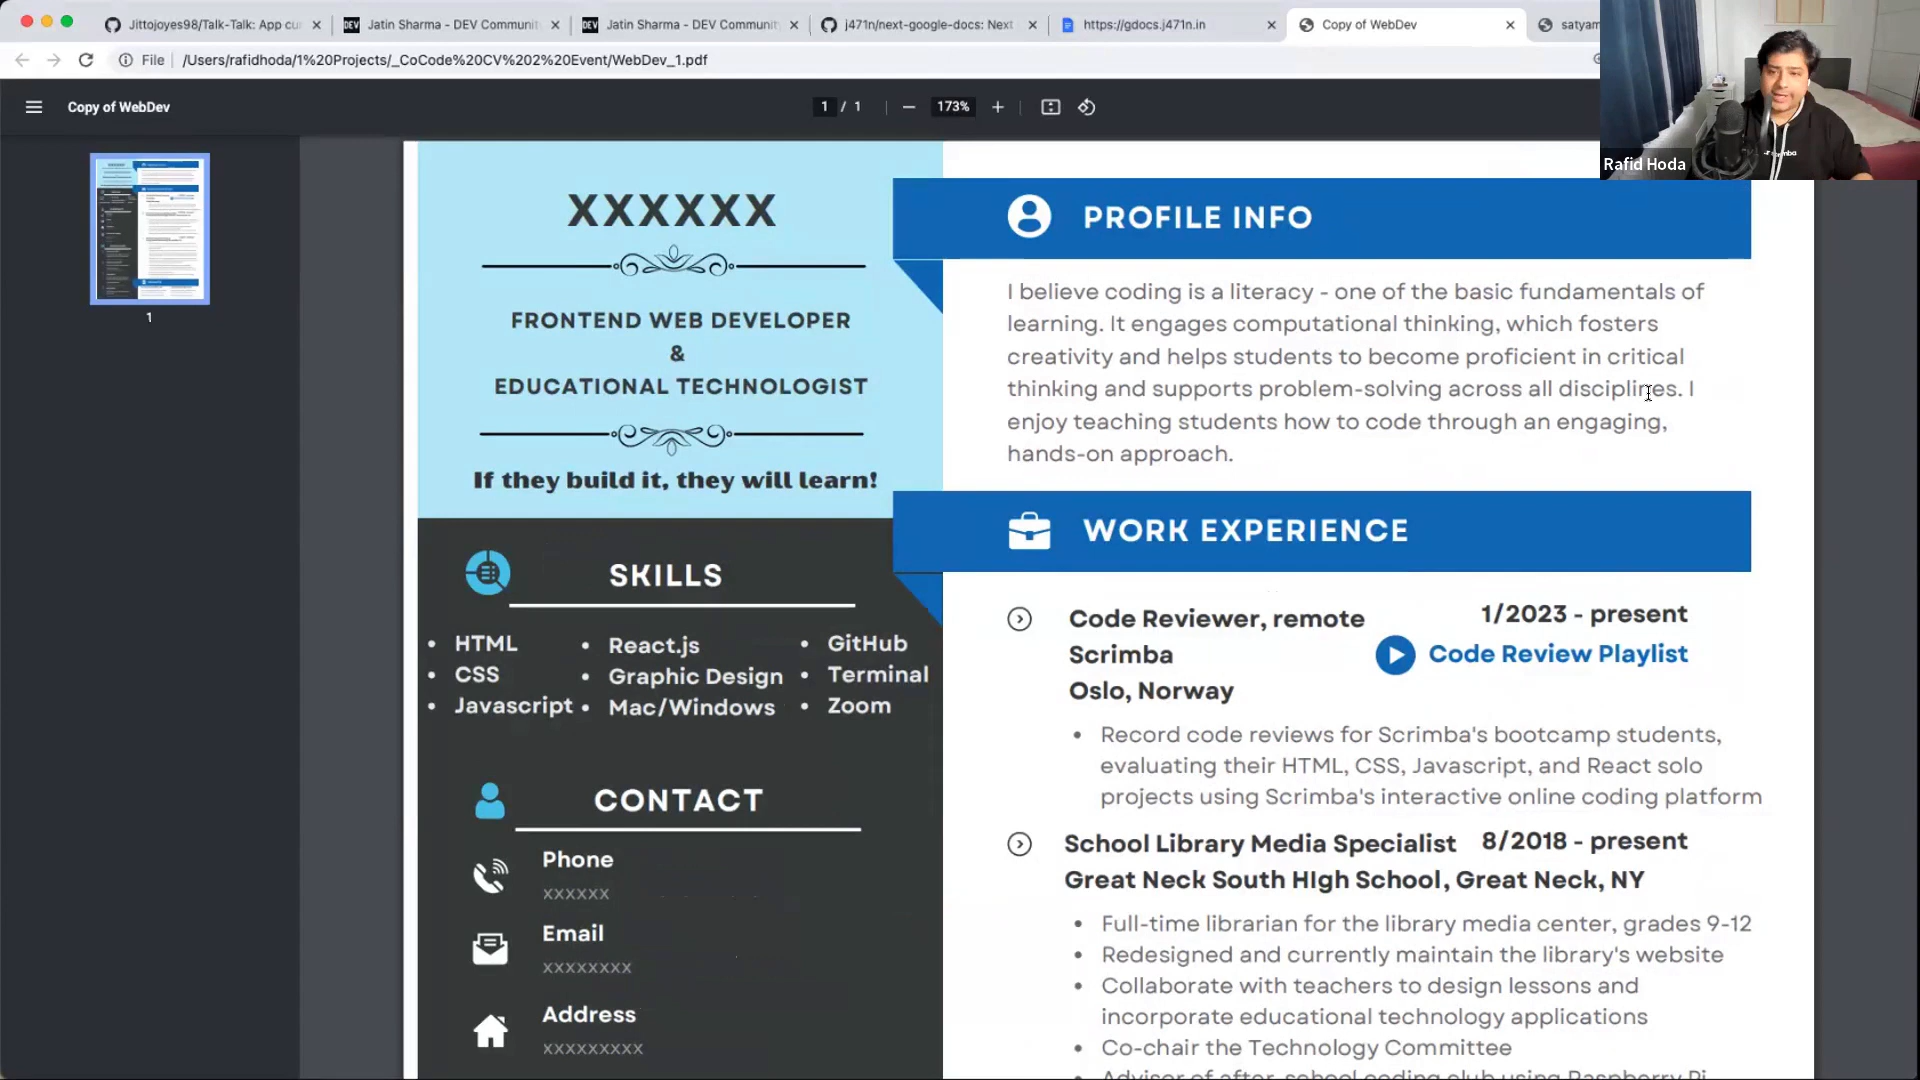 Jittojoyes98/Talk-Talk: App cu
Jatin Sharma - DEV Communit
Jatin Sharma - DEV Community
j471n/next-google-docs: Next
https://gdocs.j471n.in
Copy of WebDev
satyam
File
/Users/rafidhoda/1%20Projects/_CoCode%20CV%202%20Event/WebDev_1.pdf
Copy of WebDev
1 / 1
173%
Rafid Hoda
1
XXXXXX
FRONTEND WEB DEVELOPER
&
EDUCATIONAL TECHNOLOGIST
If they build it, they will learn!
SKILLS
• HTML
• CSS
• Javascript
• React.js
• Graphic Design
• Mac/Windows
• GitHub
• Terminal
• Zoom
CONTACT
Phone
xxxxxx
Email
xxxxxxxx
Address
xxxxxxxxx
PROFILE INFO
I believe coding is a literacy - one of the basic fundamentals of
learning. It engages computational thinking, which fosters
creativity and helps students to become proficient in critical
thinking and supports problem-solving across all disciplines. I
enjoy teaching students how to code through an engaging,
hands-on approach.
WORK EXPERIENCE
Code Reviewer, remote
1/2023 - present
Scrimba
Code Review Playlist
Oslo, Norway
• Record code reviews for Scrimba's bootcamp students,
evaluating their HTML, CSS, Javascript, and React solo
projects using Scrimba's interactive online coding platform
School Library Media Specialist
8/2018 - present
Great Neck South HIgh School, Great Neck, NY
• Full-time librarian for the library media center, grades 9-12
• Redesigned and currently maintain the library's website
• Collaborate with teachers to design lessons and
incorporate educational technology applications
• Co-chair the Technology Committee
• Advisor of after-school coding club using Raspberry Pi